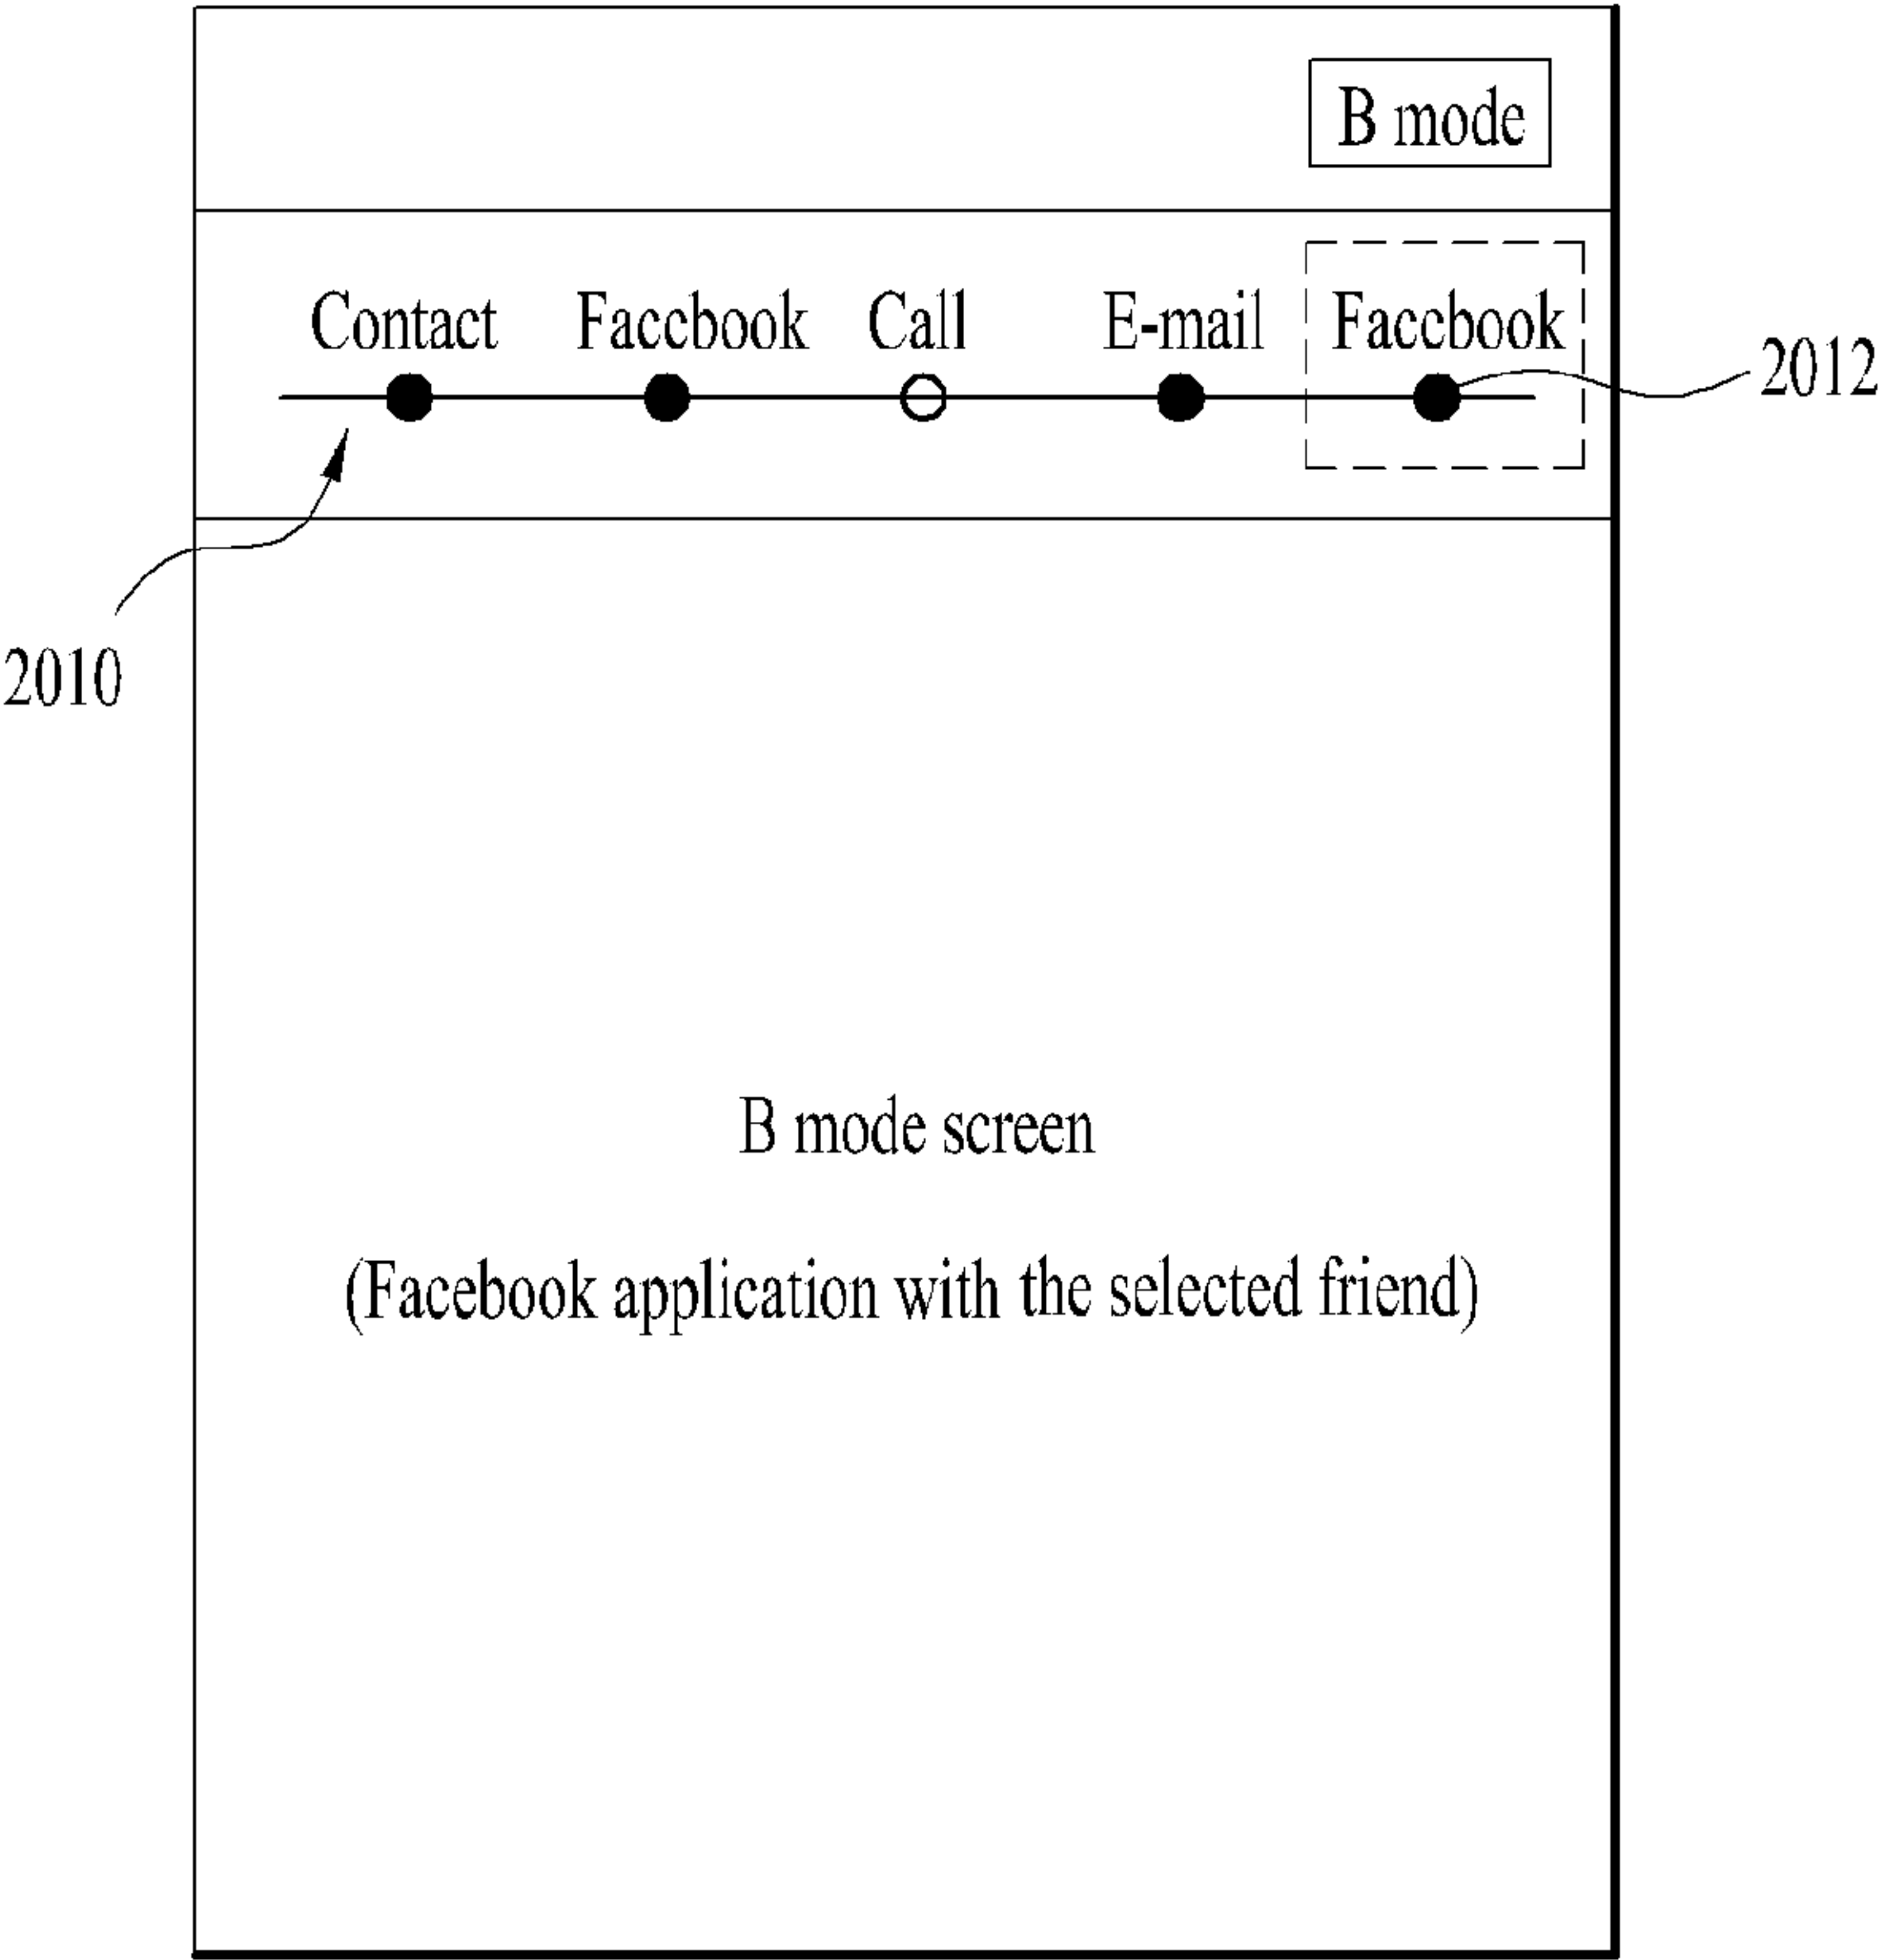 B mode
Contact Faccbook Call E-mail Faccbook
2012
2010
B mode screen
(Facebook application with the selected friend)